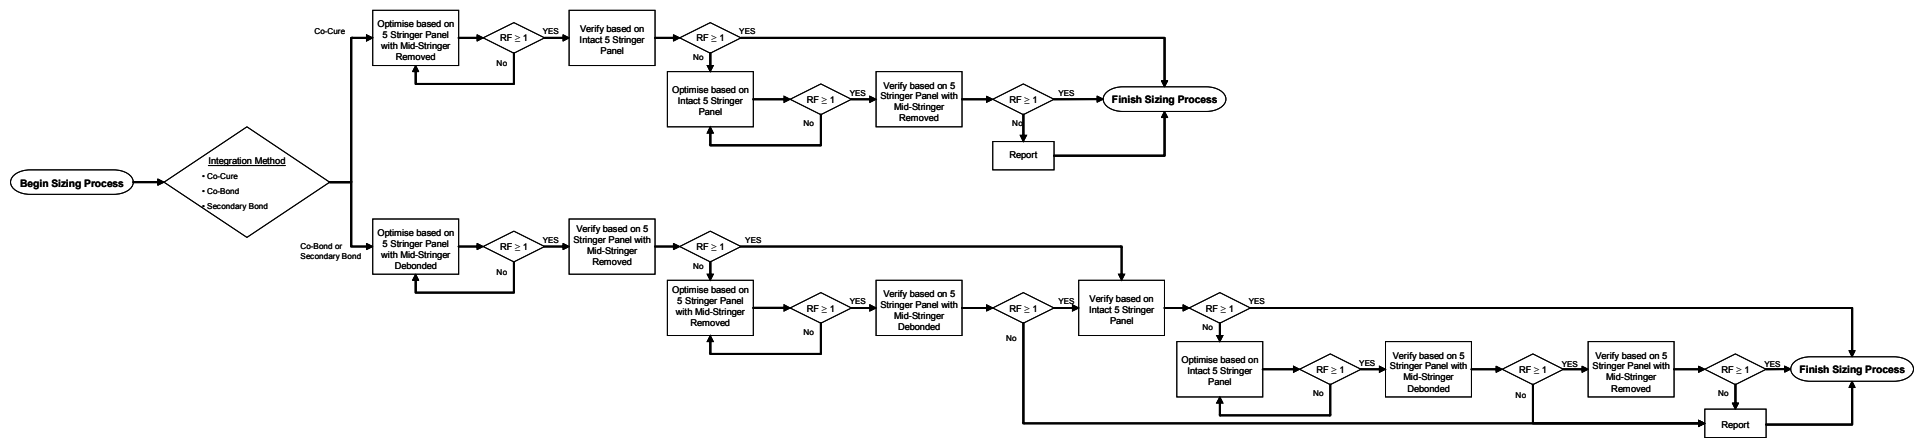 Begin Sizing Process
Integration Method
• Co-Cure
• Co-Bond
• Secondary Bond
Co-Cure
Optimise based on
5 Stringer Panel
with Mid-Stringer
Removed
RF ≥ 1
YES
No
Verify based on
Intact 5 Stringer
Panel
RF ≥ 1
YES
No
Optimise based on
Intact 5 Stringer
Panel
RF ≥ 1
YES
No
Verify based on 5
Stringer Panel with
Mid-Stringer
Removed
RF ≥ 1
YES
No
Report
Finish Sizing Process
Co-Bond or
Secondary Bond
Optimise based on
5 Stringer Panel
with Mid-Stringer
Debonded
RF ≥ 1
YES
No
Verify based on 5
Stringer Panel with
Mid-Stringer
Removed
RF ≥ 1
YES
No
Optimise based on
5 Stringer Panel
with Mid-Stringer
Removed
RF ≥ 1
YES
No
Verify based on 5
Stringer Panel with
Mid-Stringer
Debonded
RF ≥ 1
YES
No
Verify based on
Intact 5 Stringer
Panel
RF ≥ 1
YES
No
Optimise based on
Intact 5 Stringer
Panel
RF ≥ 1
YES
No
Verify based on 5
Stringer Panel with
Mid-Stringer
Debonded
RF ≥ 1
YES
No
Verify based on 5
Stringer Panel with
Mid-Stringer
Removed
RF ≥ 1
YES
No
Report
Finish Sizing Process